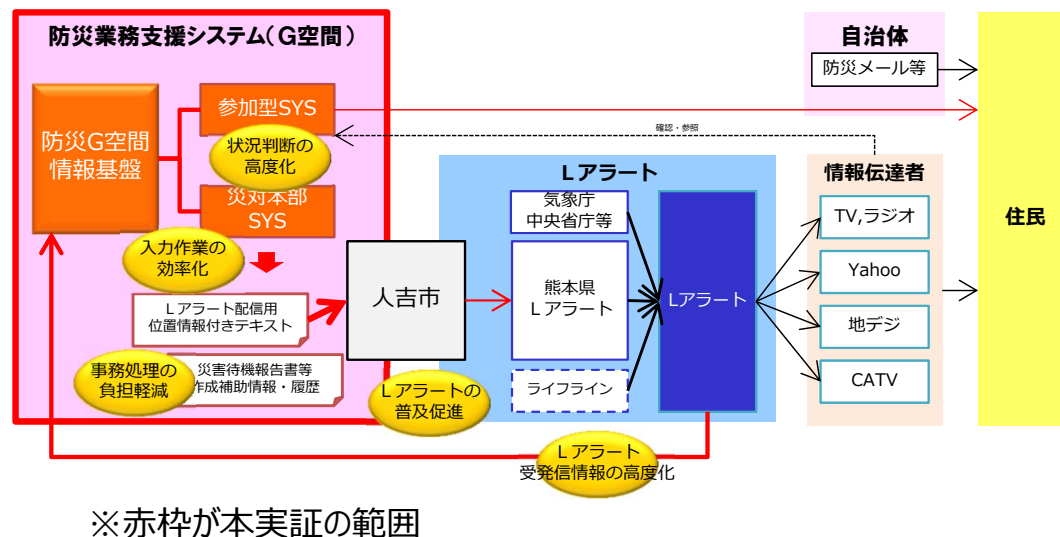 防災業務支援システム(G空間)
防災G空間
情報基盤
参加型SYS
状況判断の
高度化
災対本部
SYS
入力作業の
効率化
Lアラート配信用
位置情報付きテキスト
事務処理の
負担軽減
災害待機報告書等
作成補助情報・履歴
人吉市
Lアラートの
普及促進
Lアラート
気象庁
中央省庁等
熊本県
Lアラート
ライフライン
Lアラート
Lアラート
受発信情報の高度化
確認・参照
自治体
防災メール等
情報伝達者
TV,ラジオ
Yahoo
地デジ
CATV
住民
※赤枠が本実証の範囲